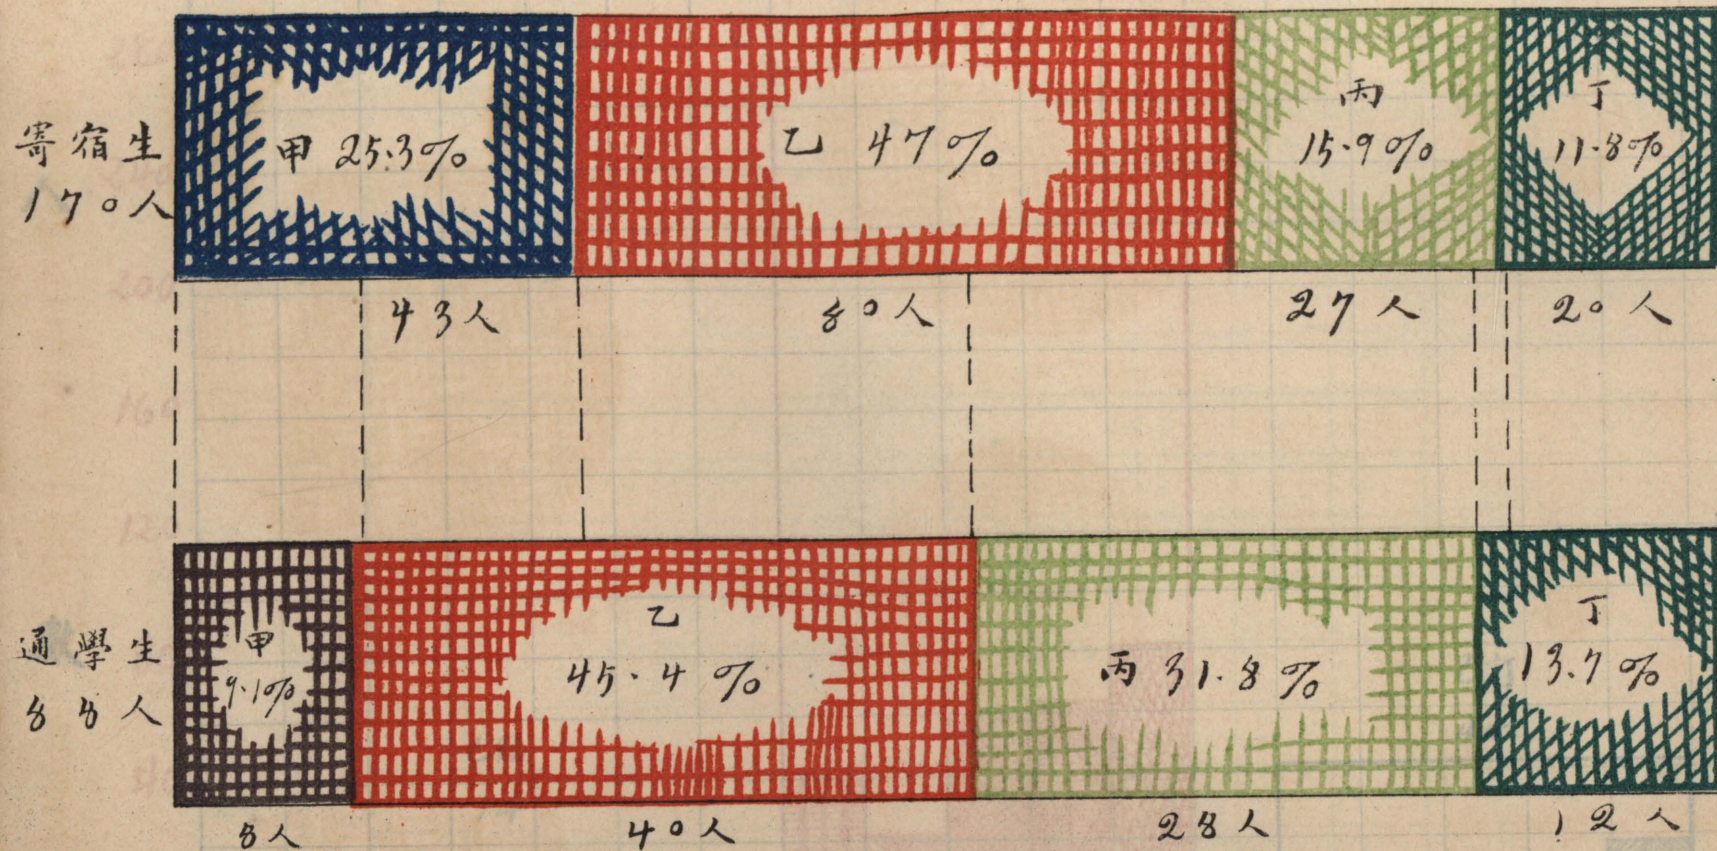 寄宿生
170人
甲 25.3%
乙 47%
丙
15.9%
丁
11.8%
43人
80人
27人
20人
通學生
88人
甲
9.1%
乙
45.4%
丙 31.8%
丁
13.7%
8人
40人
28人
12人
200
160